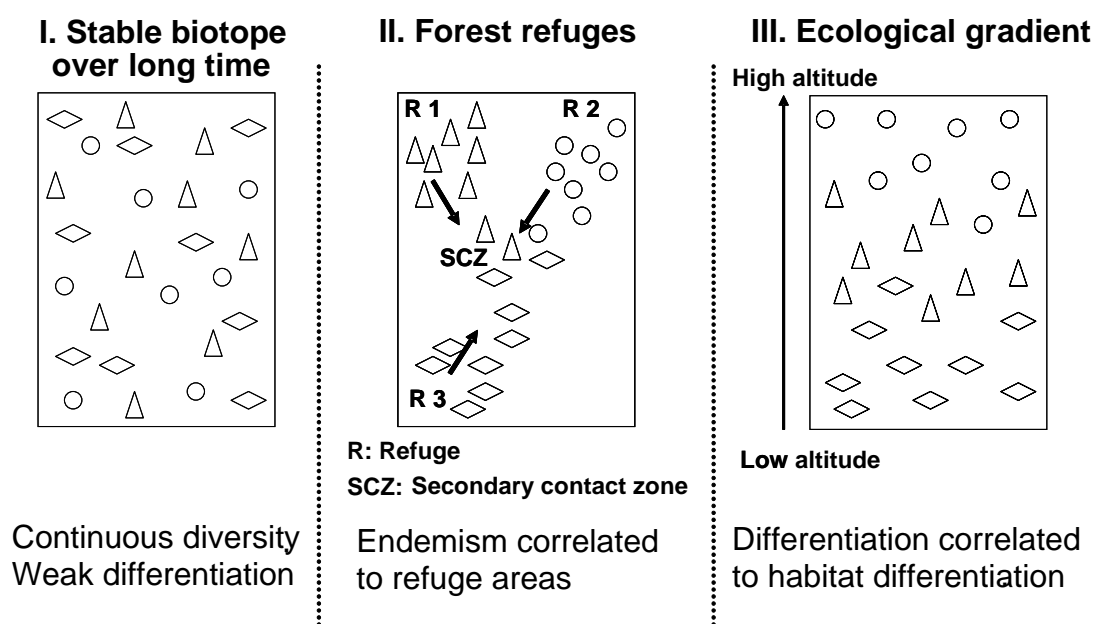 I. Stable biotope
over long time
II. Forest refuges
III. Ecological gradient
High altitude
R 1
R 2
SCZ
R 3
R: Refuge
SCZ: Secondary contact zone
Low altitude
Continuous diversity
Weak differentiation
Endemism correlated
to refuge areas
Differentiation correlated
to habitat differentiation